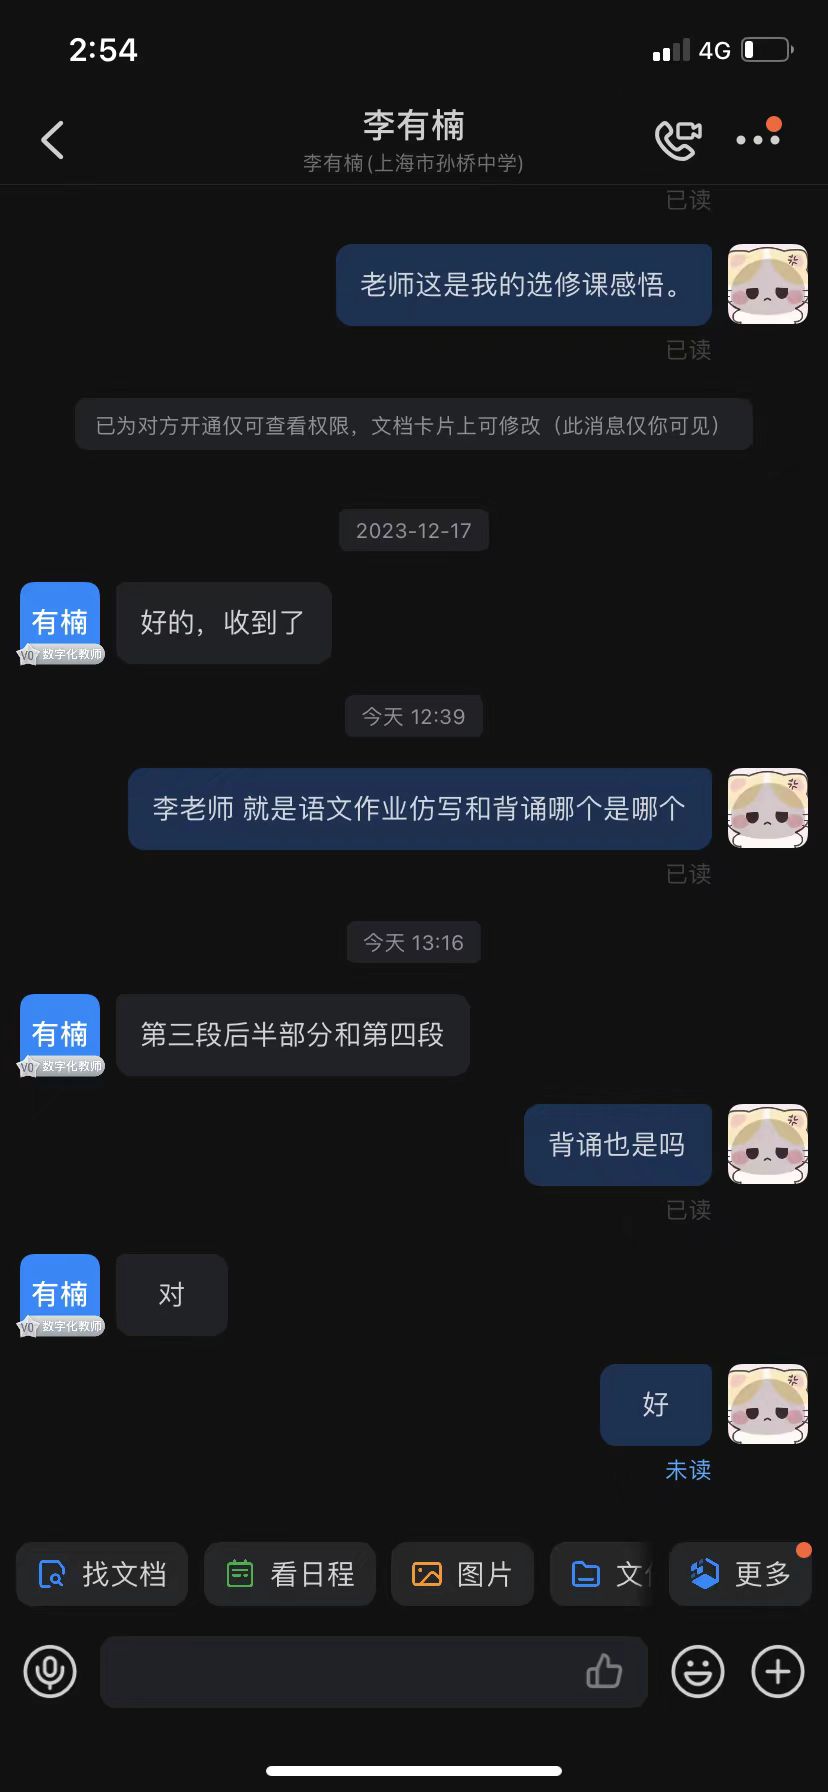 2:54
4G
李有楠
李有楠(上海市孙桥中学)
已读
老师这是我的选修课感悟。
已读
已为对方开通仅可查看权限，文档卡片上可修改（此消息仅你可见）
2023-12-17
有楠
V0 数字化教师
好的，收到了
今天 12:39
李老师 就是语文作业仿写和背诵哪个是哪个
已读
今天 13:16
有楠
V0 数字化教师
第三段后半部分和第四段
背诵也是吗
已读
有楠
V0 数字化教师
对
好
未读
找文档
看日程
图片
文
更多